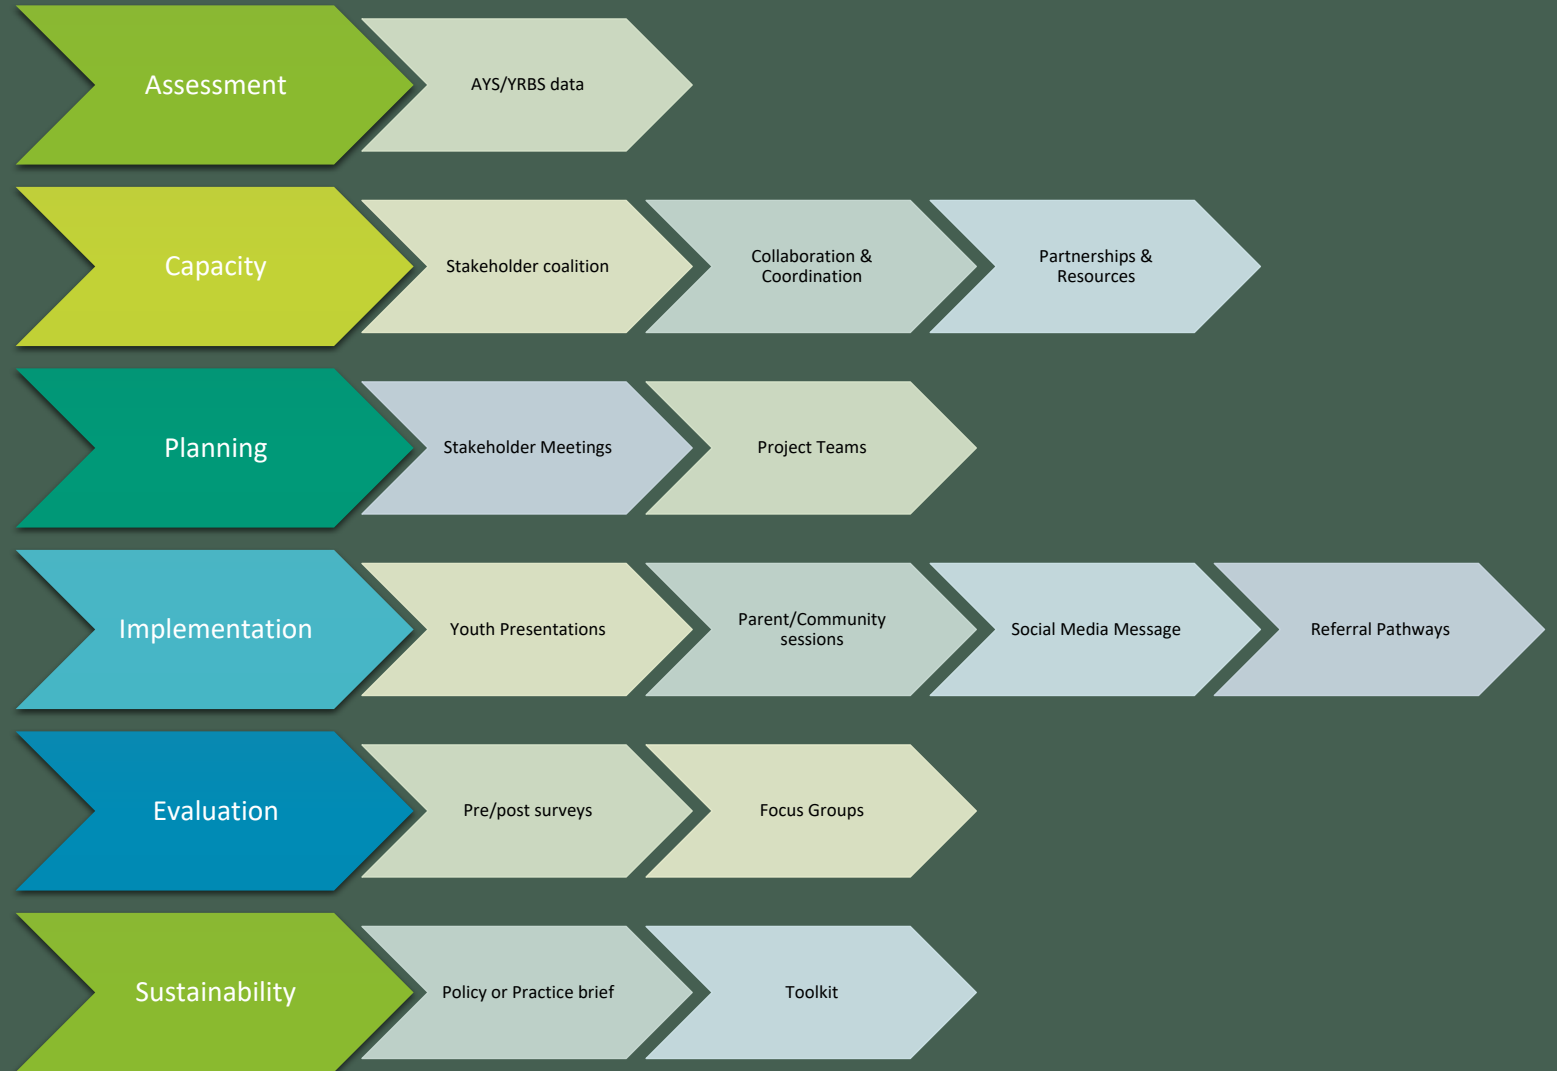 Assessment
AYS/YRBS data
Capacity
Stakeholder coalition
Collaboration &
Coordination
Partnerships &
Resources
Planning
Stakeholder Meetings
Project Teams
Implementation
Youth Presentations
Parent/Community
sessions
Social Media Message
Referral Pathways
Evaluation
Pre/post surveys
Focus Groups
Sustainability
Policy or Practice brief
Toolkit